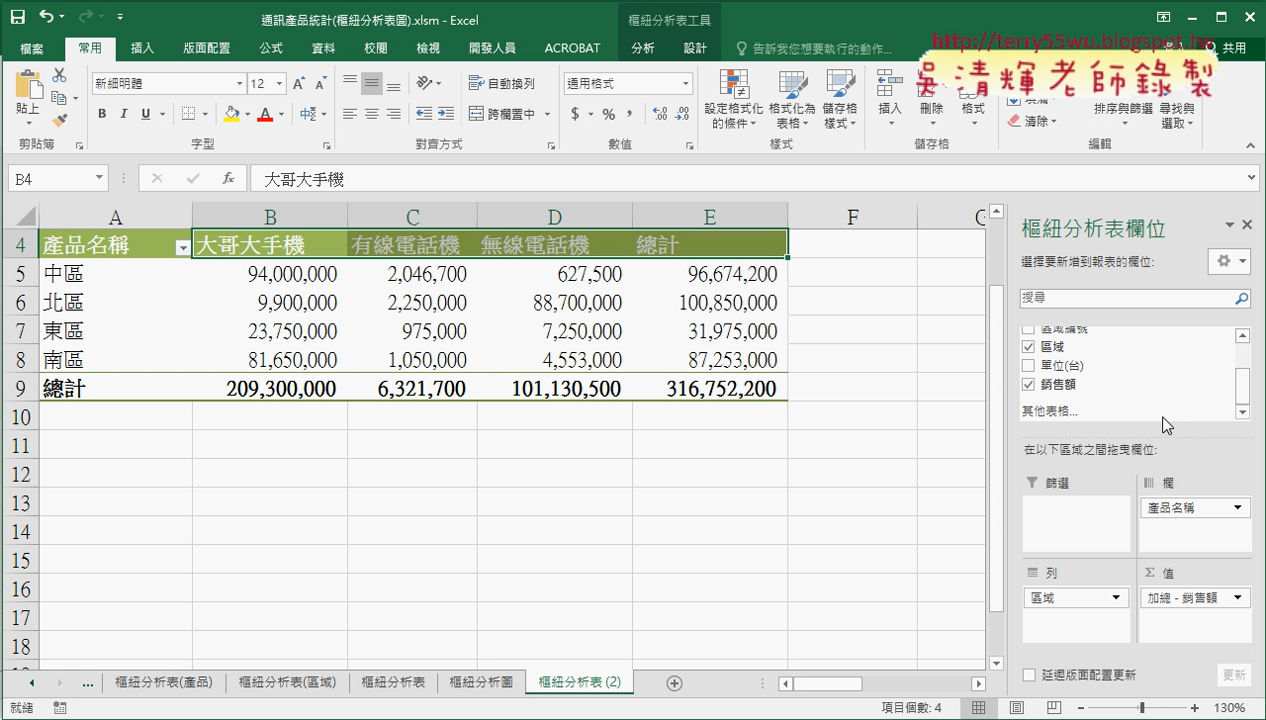 通訊產品統計(樞紐分析表圖).xlsm - Excel
樞紐分析表工具
檔案 常用 插入 版面配置 公式 資料 校閱 檢視 開發人員 ACROBAT 分析 設計 告訴我您想要執行的動作... 登入 共用
http://terry55wu.blogspot.tw
吳清輝老師錄製
貼上 新細明體 12 自動換列 通用格式 設定格式化的條件 格式化為表格 儲存格樣式 插入 刪除 格式 填滿 清除 排序與篩選 尋找與選取
B I U 中 跨欄置中 $ % ,
剪貼簿 字型 對齊方式 數值 樣式 儲存格 編輯
B4 fx 大哥大手機
A B C D E F G
4 產品名稱 大哥大手機 有線電話機 無線電話機 總計
5 中區 94,000,000 2,046,700 627,500 96,674,200
6 北區 9,900,000 2,250,000 88,700,000 100,850,000
7 東區 23,750,000 975,000 7,250,000 31,975,000
8 南區 81,650,000 1,050,000 4,553,000 87,253,000
9 總計 209,300,000 6,321,700 101,130,500 316,752,200
10
11
12
13
14
15
16
17
18
樞紐分析表欄位
選擇要新增到報表的欄位:
搜尋
區域編號
區域
單位(台)
銷售額
其他表格...
在以下區域之間拖曳欄位:
篩選 欄
產品名稱
列 Σ 值
區域 加總 - 銷售額
延遲版面配置更新 更新
... 樞紐分析表(產品) 樞紐分析表(區域) 樞紐分析表 樞紐分析圖 樞紐分析表 (2)
就緒 項目個數: 4 130%